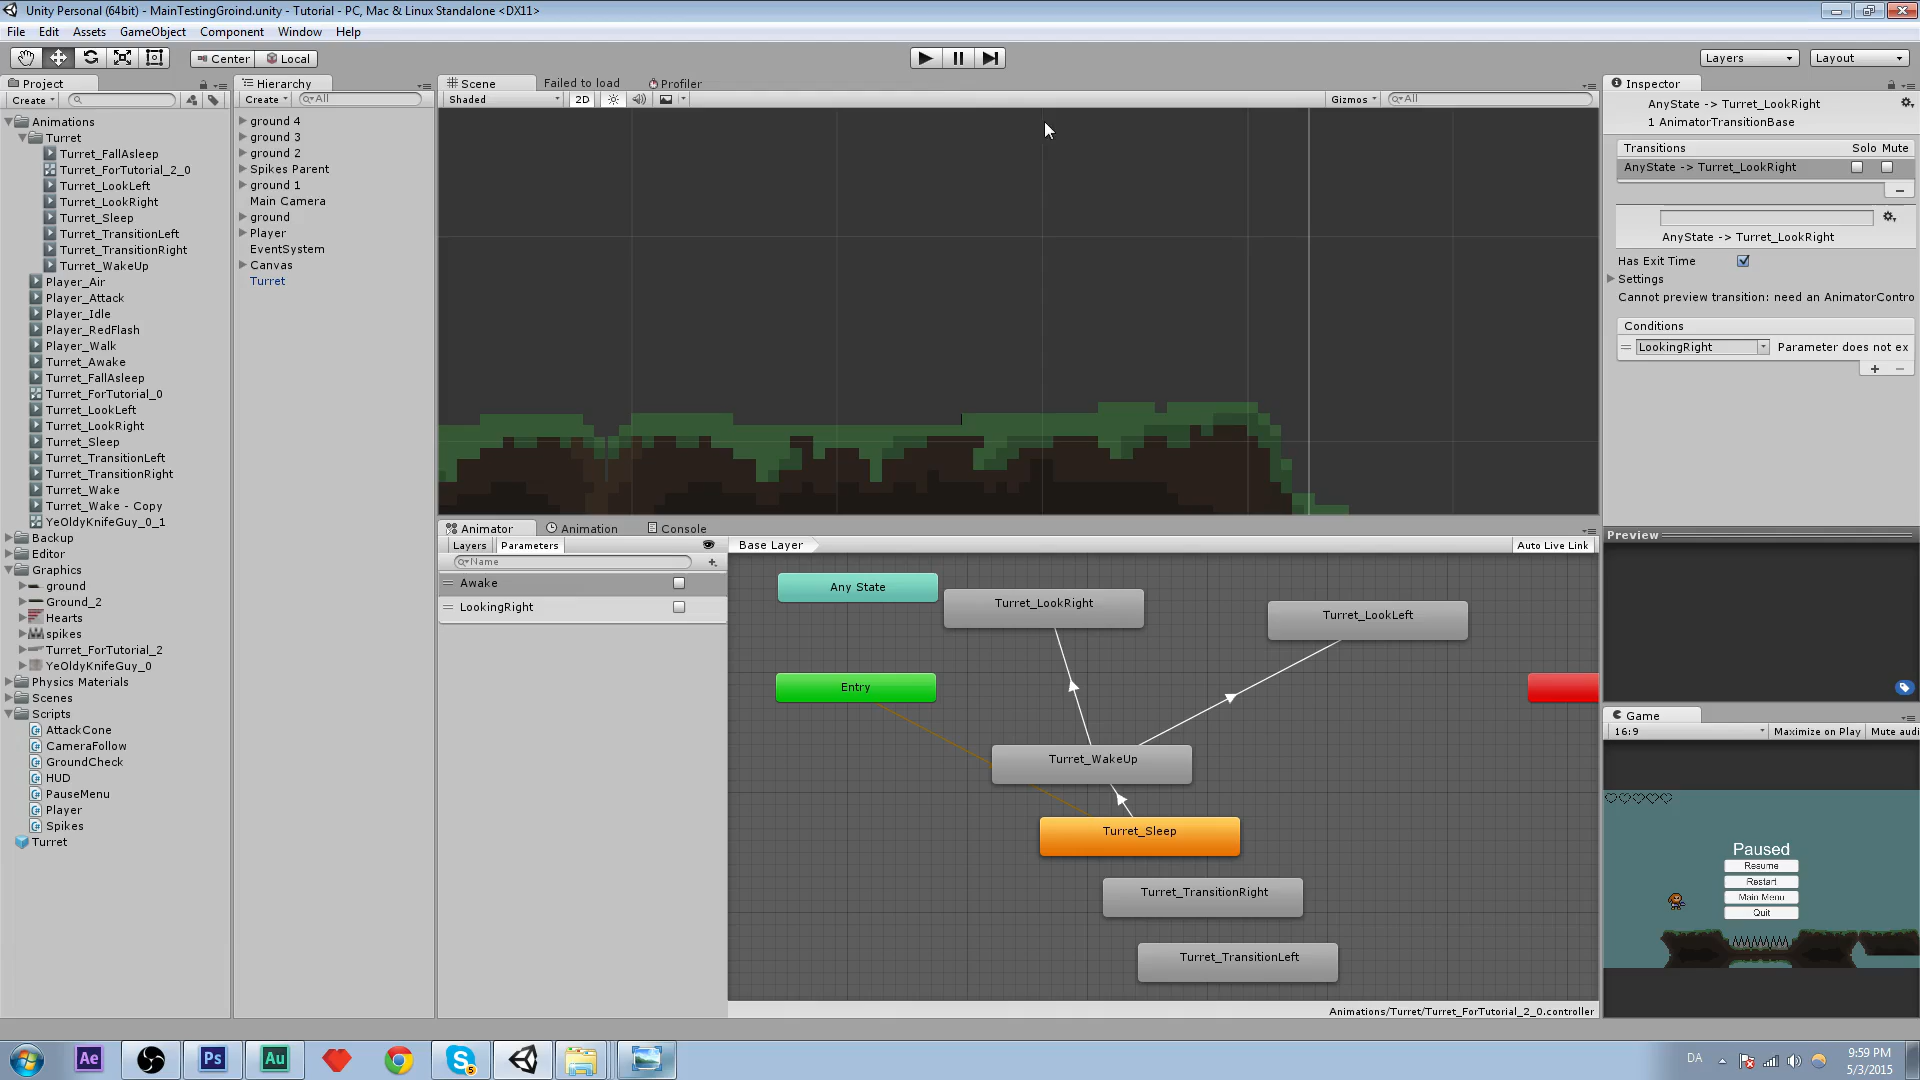 Unity Personal (64bit) - MainTestingGroind.unity - Tutorial - PC, Mac & Linux Standalone <DX11>
File Edit Assets GameObject Component Window Help
Center Local Layers Layout
Project
Create
Animations
Turret
Turret_FallAsleep
Turret_ForTutorial_2_0
Turret_LookLeft
Turret_LookRight
Turret_Sleep
Turret_TransitionLeft
Turret_TransitionRight
Turret_WakeUp
Player_Air
Player_Attack
Player_Idle
Player_RedFlash
Player_Walk
Turret_Awake
Turret_FallAsleep
Turret_ForTutorial_0
Turret_LookLeft
Turret_LookRight
Turret_Sleep
Turret_TransitionLeft
Turret_TransitionRight
Turret_Wake
Turret_Wake - Copy
YeOldyKnifeGuy_0_1
Backup
Editor
Graphics
ground
Ground_2
Hearts
spikes
Turret_ForTutorial_2
YeOldyKnifeGuy_0
Physics Materials
Scenes
Scripts
AttackCone
CameraFollow
GroundCheck
HUD
PauseMenu
Player
Spikes
Turret
Hierarchy
Create All
ground 4
ground 3
ground 2
Spikes Parent
ground 1
Main Camera
ground
Player
EventSystem
Canvas
Turret
Scene Failed to load Profiler
Shaded 2D Gizmos All
Animator Animation Console
Layers Parameters Base Layer Auto Live Link
Name
Awake
LookingRight
Any State
Turret_LookRight
Turret_LookLeft
Entry
Turret_WakeUp
Turret_Sleep
Turret_TransitionRight
Turret_TransitionLeft
Animations/Turret/Turret_ForTutorial_2_0.controller
Inspector
AnyState -> Turret_LookRight
1 AnimatorTransitionBase
Transitions Solo Mute
AnyState -> Turret_LookRight
AnyState -> Turret_LookRight
Has Exit Time
Settings
Cannot preview transition: need an AnimatorContro
Conditions
LookingRight Parameter does not ex
Preview
Game
16:9 Maximize on Play Mute audi
Paused
Resume
Restart
Main Menu
Quit
Ae Ps Au S 5
DA 9:59 PM
5/3/2015